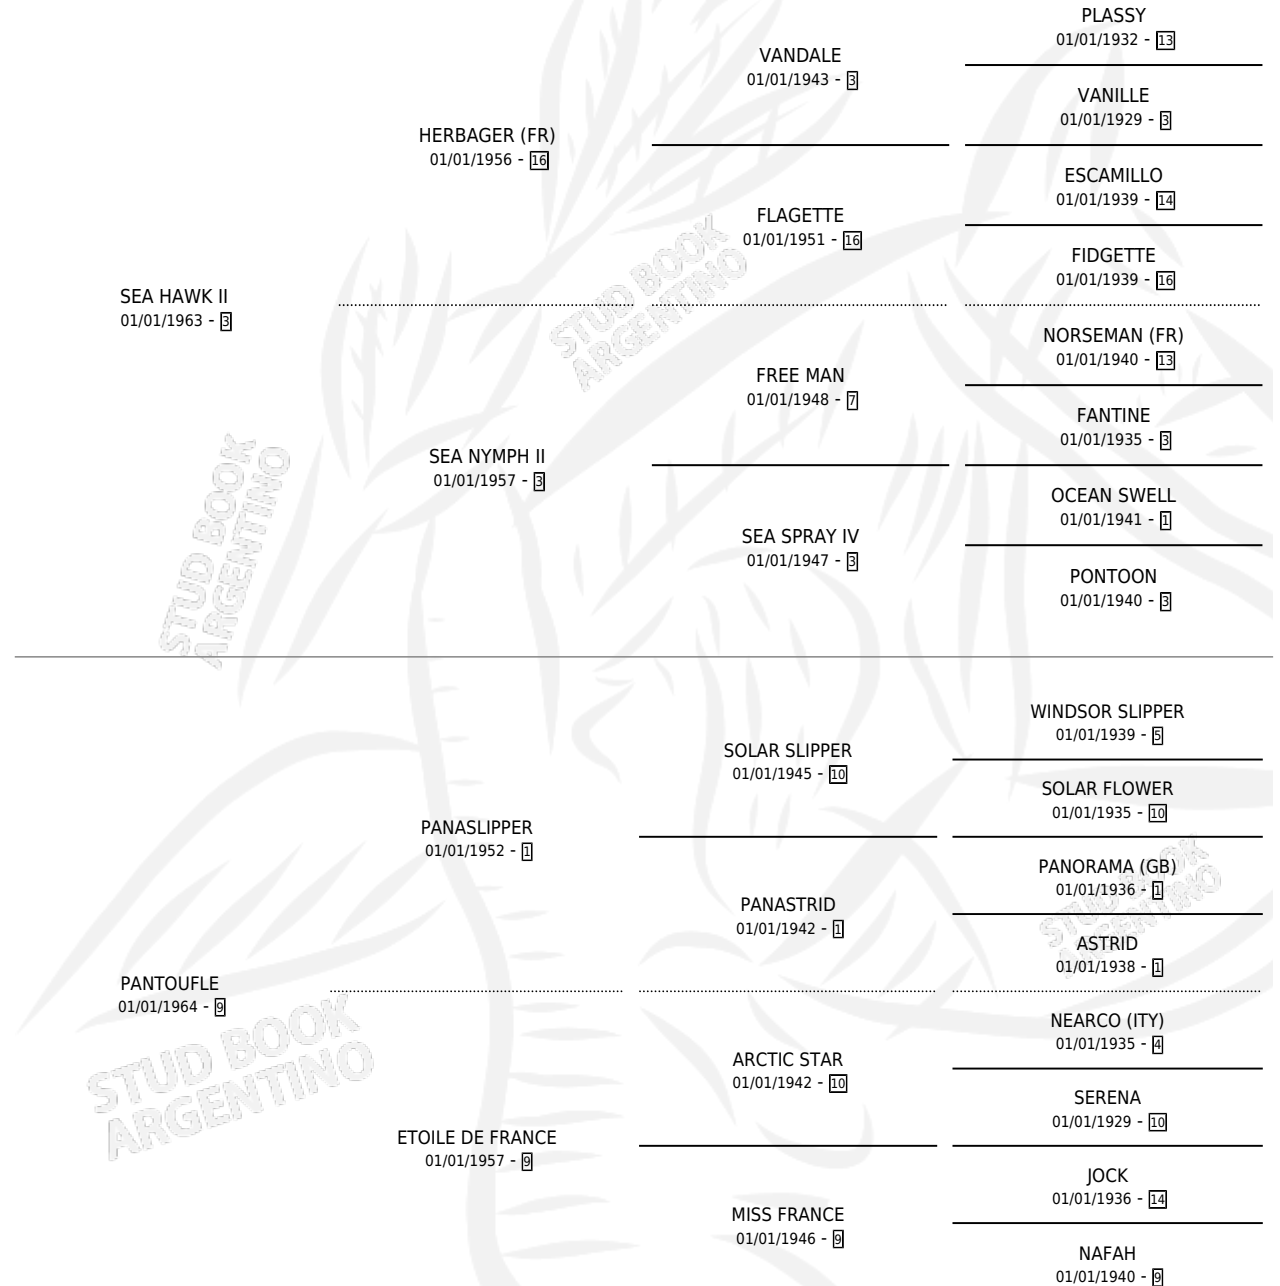 PLASSY
01/01/1932 - 13
VANDALE
01/01/1943 - 3
VANILLE
01/01/1929 - 3
HERBAGER (FR)
01/01/1956 - 16
ESCAMILLO
01/01/1939 - 14
FLAGETTE
01/01/1951 - 16
FIDGETTE
01/01/1939 - 16
SEA HAWK II
01/01/1963 - 3
NORSEMAN (FR)
01/01/1940 - 13
FREE MAN
01/01/1948 - 7
FANTINE
01/01/1935 - 3
SEA NYMPH II
01/01/1957 - 3
OCEAN SWELL
01/01/1941 - 1
SEA SPRAY IV
01/01/1947 - 3
PONTOON
01/01/1940 - 3
WINDSOR SLIPPER
01/01/1939 - 5
SOLAR SLIPPER
01/01/1945 - 10
SOLAR FLOWER
01/01/1935 - 10
PANASLIPPER
01/01/1952 - 1
PANORAMA (GB)
01/01/1936 - 1
PANASTRID
01/01/1942 - 1
ASTRID
01/01/1938 - 1
PANTOUFLE
01/01/1964 - 9
NEARCO (ITY)
01/01/1935 - 4
ARCTIC STAR
01/01/1942 - 10
SERENA
01/01/1929 - 10
ETOILE DE FRANCE
01/01/1957 - 9
JOCK
01/01/1936 - 14
MISS FRANCE
01/01/1946 - 9
NAFAH
01/01/1940 - 9
STUD BOOK
ARGENTINO
STUD BOOK
ARGENTINO
STUD BOOK
ARGENTINO
STUD BOOK
ARGENTINO